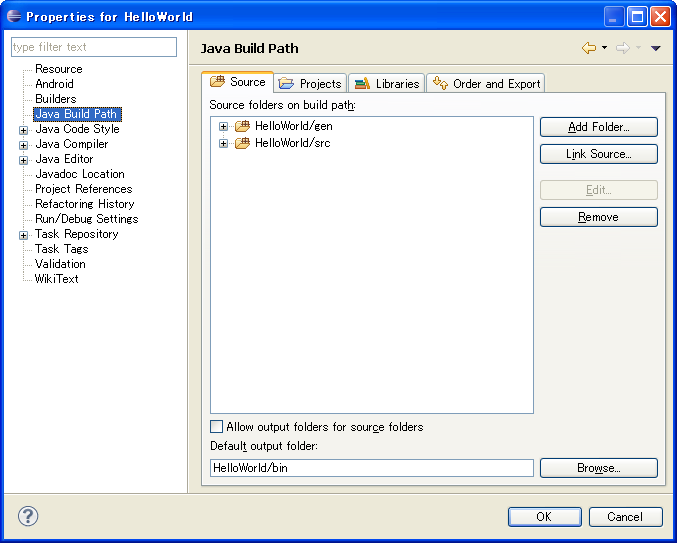 Properties for HelloWorld
type filter text
Resource
Android
Builders
Java Build Path
Java Code Style
Java Compiler
Java Editor
Javadoc Location
Project References
Refactoring History
Run/Debug Settings
Task Repository
Task Tags
Validation
WikiText
Java Build Path
Source Projects Libraries Order and Export
Source folders on build path:
HelloWorld/gen
HelloWorld/src
Add Folder...
Link Source...
Edit...
Remove
Allow output folders for source folders
Default output folder:
HelloWorld/bin
Browse...
OK Cancel